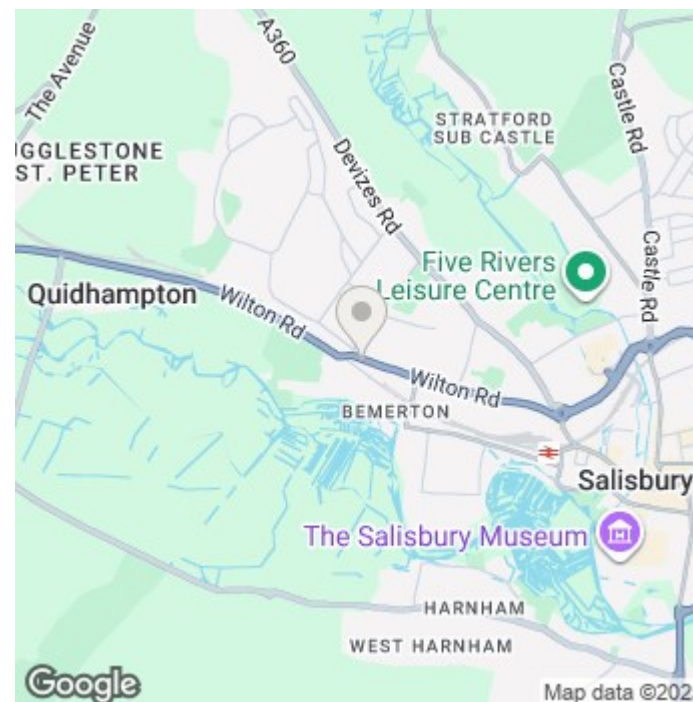 The Avenue
A360
Castle Rd
STRATFORD
SUB CASTLE
UGGLESTONE
ST. PETER
Devizes Rd
Castle Rd
Five Rivers
Leisure Centre
Quidhampton
Wilton Rd
Wilton Rd
BEMERTON
Salisbury
The Salisbury Museum
HARNHAM
WEST HARNHAM
Google
Map data ©202